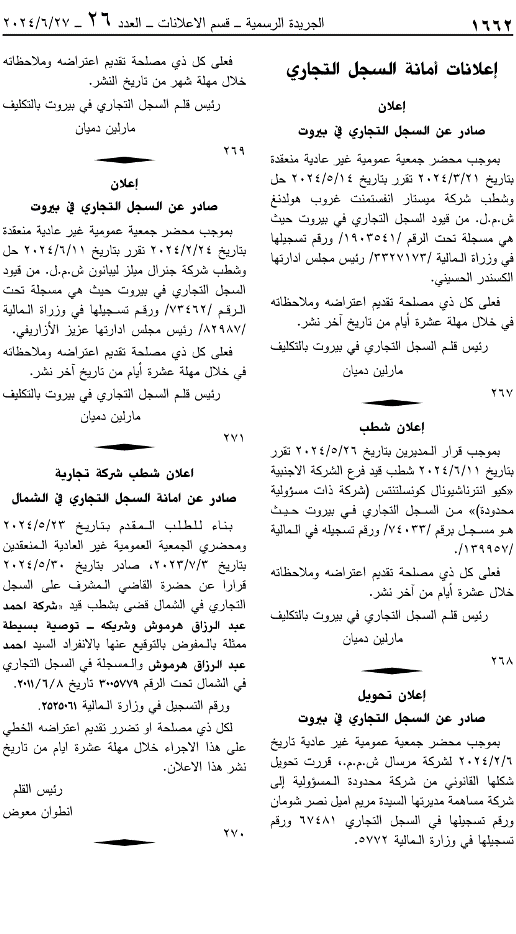 ١٦٦٢
الجريدة الرسمية ــ قسم الاعلانات ــ العدد ٢٦ ــ ٢٠٢٤/٦/٢٧
إعلانات أمانة السجل التجاري
إعلان
صادر عن السجل التجاري في بيروت
بموجب محضر جمعية عمومية غير عادية منعقدة
بتاريخ ٢٠٢٤/٣/٢١ تقرر بتاريخ ٢٠٢٤/٥/١٤ حل
وشطب شركة ميستار انفستمنت غروب هولدنغ
ش.م.ل. من قيود السجل التجاري في بيروت حيث
هي مسجلة تحت الرقم /١٩٠٣٥٤١/ ورقم تسجيلها
في وزراة المالية /٣٣٢٧١٧٣/ رئيس مجلس ادارتها
الكسندر الحسيني.
فعلى كل ذي مصلحة تقديم اعتراضه وملاحظاته
في خلال مهلة عشرة أيام من تاريخ آخر نشر.
رئيس قلم السجل التجاري في بيروت بالتكليف
مارلين دميان
٢٦٧
إعلان شطب
بموجب قرار المديرين بتاريخ ٢٠٢٤/٥/٢٦ تقرر
بتاريخ ٢٠٢٤/٦/١١ شطب قيد فرع الشركة الاجنبية
«كيو انترناشيونال كونسلتنتس (شركة ذات مسؤولية
محدودة)» من السجل التجاري في بيروت حيث
هو مسجل برقم /٧٤٠٣٣/ ورقم تسجيله في المالية
/١٣٩٩٥٧/.
فعلى كل ذي مصلحة تقديم اعتراضه وملاحظاته
خلال عشرة أيام من تاريخ آخر نشر.
رئيس قلم السجل التجاري في بيروت بالتكليف
مارلين دميان
٢٦٨
إعلان تحويل
صادر عن السجل التجاري في بيروت
بموجب محضر جمعية عمومية غير عادية تاريخ
٢٠٢٤/٢/٦ لشركة مرسال ش.م.م.، قررت تحويل
شكلها القانوني من شركة محدودة المسؤولية إلى
شركة مساهمة مديرتها السيدة مريم اميل نصر شومان
ورقم تسجيلها في السجل التجاري ٦٧٤٨١ ورقم
تسجيلها في وزارة المالية ٥٧٧٢.
فعلى كل ذي مصلحة تقديم اعتراضه وملاحظاته
خلال مهلة شهر من تاريخ النشر.
رئيس قلم السجل التجاري في بيروت بالتكليف
مارلين دميان
٢٦٩
إعلان
صادر عن السجل التجاري في بيروت
بموجب محضر جمعية عمومية غير عادية منعقدة
بتاريخ ٢٠٢٤/٢/٢٤ تقرر بتاريخ ٢٠٢٤/٦/١١ حل
وشطب شركة جنرال ميلز ليبانون ش.م.ل. من قيود
السجل التجاري في بيروت حيث هي مسجلة تحت
الرقم /٧٣٤٦٢/ ورقم تسجيلها في وزراة المالية
/٨٢٩٨٧/ رئيس مجلس ادارتها عزيز الأزاريفي.
فعلى كل ذي مصلحة تقديم اعتراضه وملاحظاته
في خلال مهلة عشرة أيام من تاريخ آخر نشر.
رئيس قلم السجل التجاري في بيروت بالتكليف
مارلين دميان
٢٧١
اعلان شطب شركة تجارية
صادر عن امانة السجل التجاري في الشمال
بناء للطلب المقدم بتاريخ ٢٠٢٤/٥/٢٣
ومحضري الجمعية العمومية غير العادية المنعقدين
بتاريخ ٢٠٢٣/٧/٣، صادر بتاريخ ٢٠٢٤/٥/٣٠
قراراً عن حضرة القاضي المشرف على السجل
التجاري في الشمال قضى بشطب قيد «شركة احمد
عبد الرزاق هرموش وشريكه ــ توصية بسيطة
ممثلة بالمفوض بالتوقيع عنها بالانفراد السيد احمد
عبد الرزاق هرموش والمسجلة في السجل التجاري
في الشمال تحت الرقم ٣٠٠٥٧٧٩ تاريخ ٢٠١١/٦/٨.
ورقم التسجيل في وزارة المالية ٢٥٢٥٠٦١.
لكل ذي مصلحة او تضرر تقديم اعتراضه الخطي
على هذا الاجراء خلال مهلة عشرة ايام من تاريخ
نشر هذا الاعلان.
رئيس القلم
انطوان معوض
٢٧٠